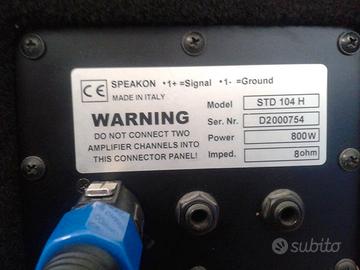 CE SPEAKON *1+=Signal *1-=Ground
MADE IN ITALY
WARNING
DO NOT CONNECT TWO
AMPLIFIER CHANNELS INTO
THIS CONNECTOR PANEL!
Model STD 104 H
Ser. Nr. D2000754
Power 800W
Imped. 8ohm
subito